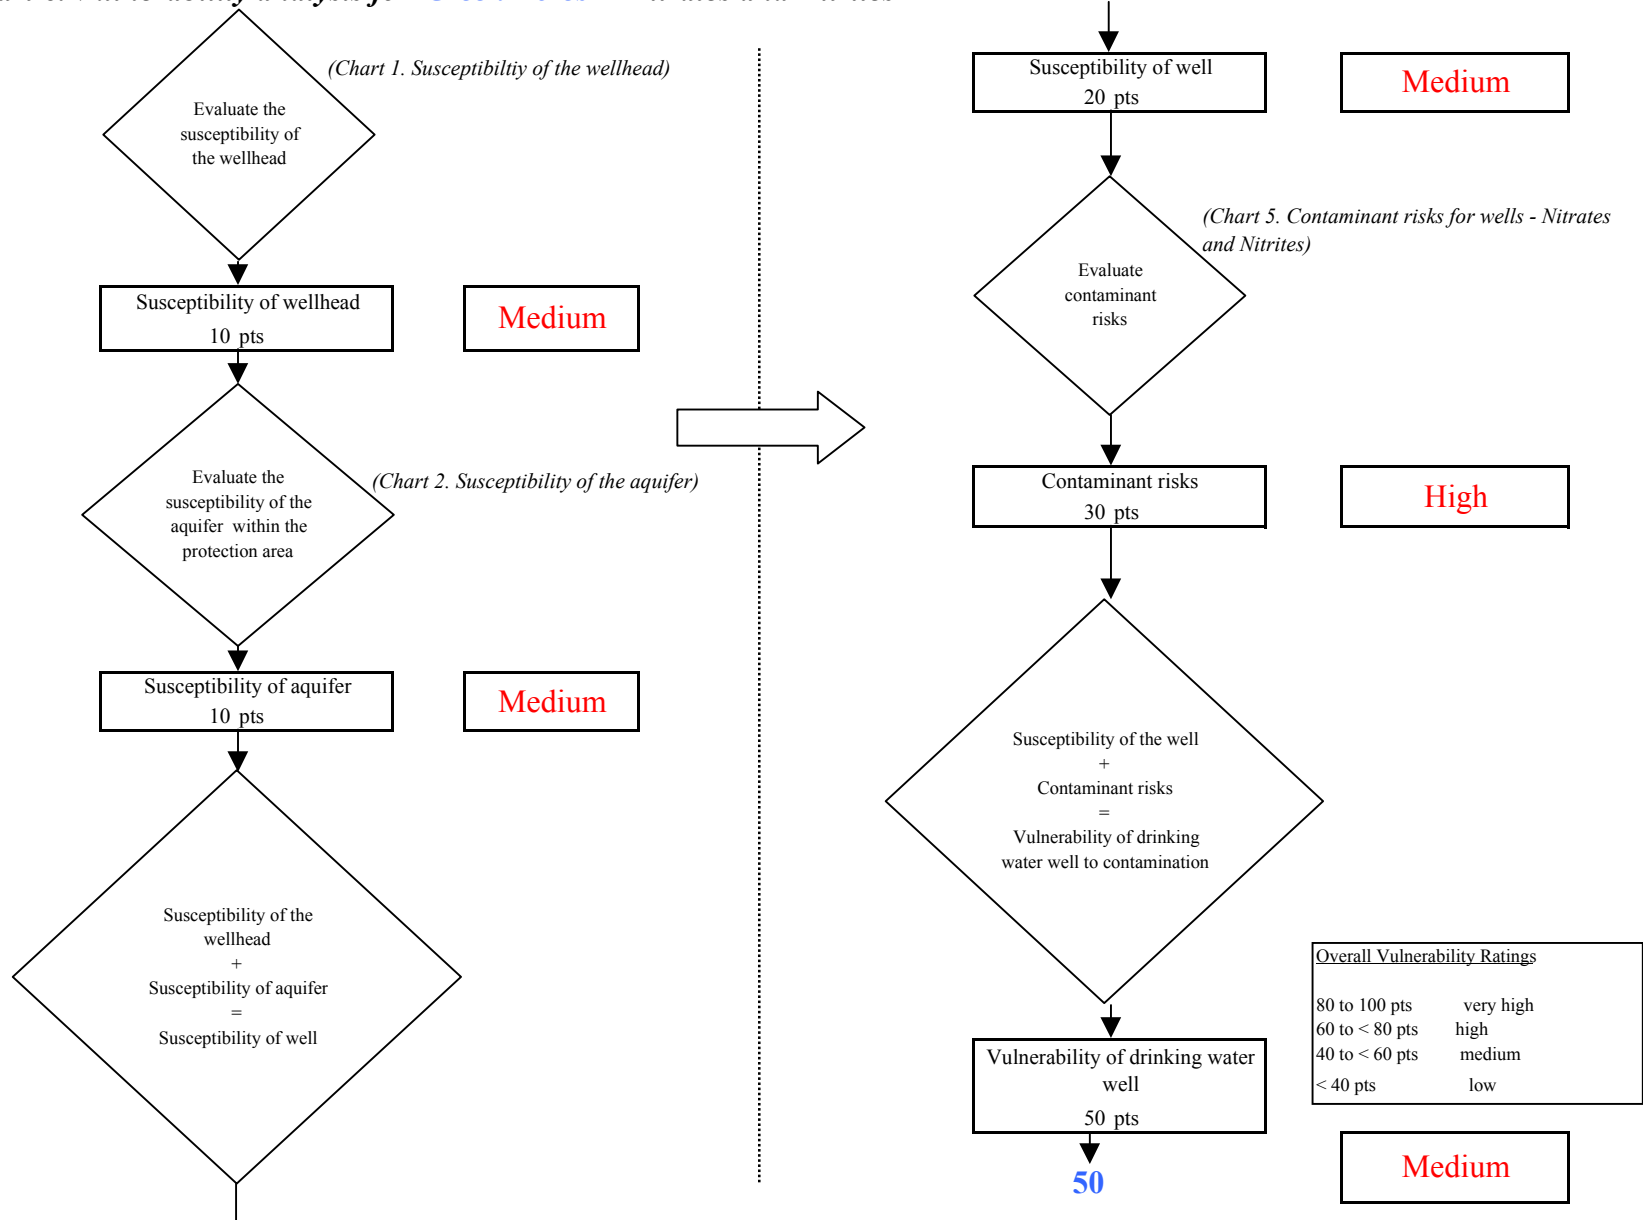 (Chart 1. Susceptibiltiy of the wellhead)
Evaluate the
susceptibility of
the wellhead
Susceptibility of wellhead
10 pts
Medium
(Chart 2. Susceptibility of the aquifer)
Evaluate the
susceptibility of the
aquifer within the
protection area
Susceptibility of aquifer
10 pts
Medium
Susceptibility of the
wellhead
+
Susceptibility of aquifer
=
Susceptibility of well
Susceptibility of well
20 pts
Medium
(Chart 5. Contaminant risks for wells - Nitrates
and Nitrites)
Evaluate
contaminant
risks
Contaminant risks
30 pts
High
Susceptibility of the well
+
Contaminant risks
=
Vulnerability of drinking
water well to contamination
Vulnerability of drinking water
well
50 pts
50
Overall Vulnerability Ratings
80 to 100 pts very high
60 to < 80 pts high
40 to < 60 pts medium
< 40 pts low
Medium